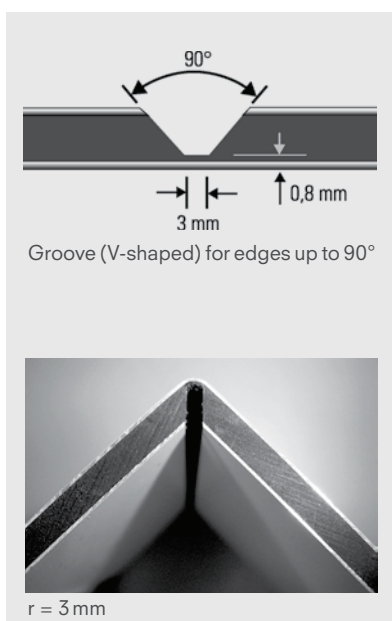 90°
0,8 mm
3 mm
Groove (V-shaped) for edges up to 90°
r = 3 mm